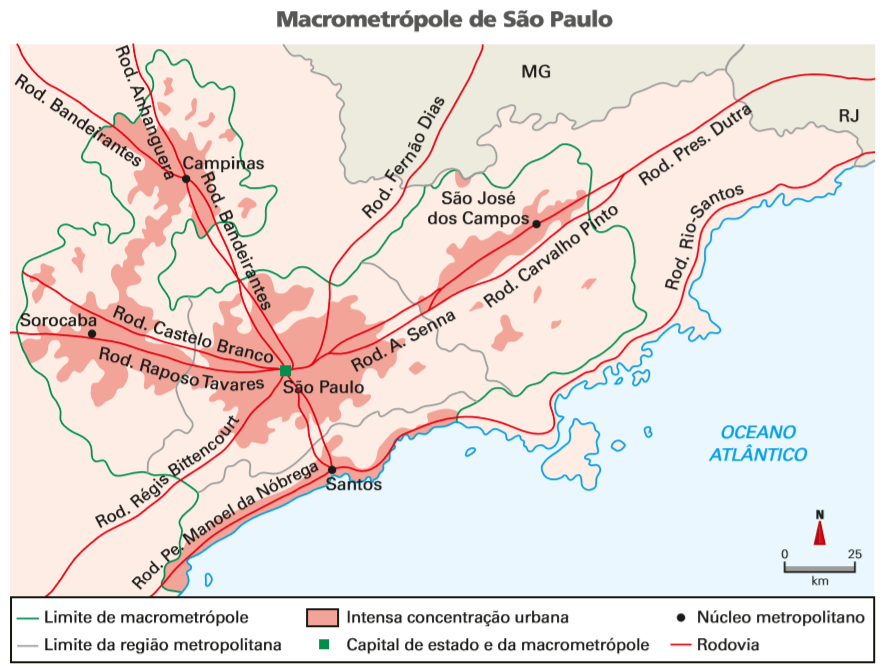 Macrometrópole de São Paulo
MG
RJ
Rod. Anhanguera
Rod. Bandeirantes
Campinas
Rod. Bandeirantes
Rod. Fernão Dias
Rod. Pres. Dutra
São José
dos Campos
Rod. Carvalho Pinto
Rod. Rio-Santos
Sorocaba
Rod. Castelo Branco
Rod. A. Senna
Rod. Raposo Tavares
São Paulo
Rod. Régis Bittencourt
OCEANO
ATLÂNTICO
Santos
Rod. Pe. Manoel da Nóbrega
N
0 25
km
Limite de macrometrópole
Intensa concentração urbana
Núcleo metropolitano
Limite da região metropolitana
Capital de estado e da macrometrópole
Rodovia